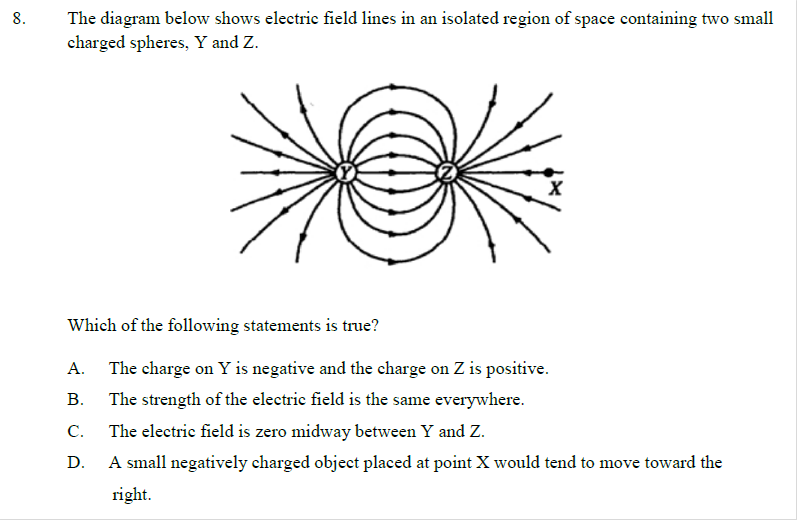 8. The diagram below shows electric field lines in an isolated region of space containing two small
charged spheres, Y and Z.
Y Z
X
Which of the following statements is true?
A. The charge on Y is negative and the charge on Z is positive.
B. The strength of the electric field is the same everywhere.
C. The electric field is zero midway between Y and Z.
D. A small negatively charged object placed at point X would tend to move toward the
right.